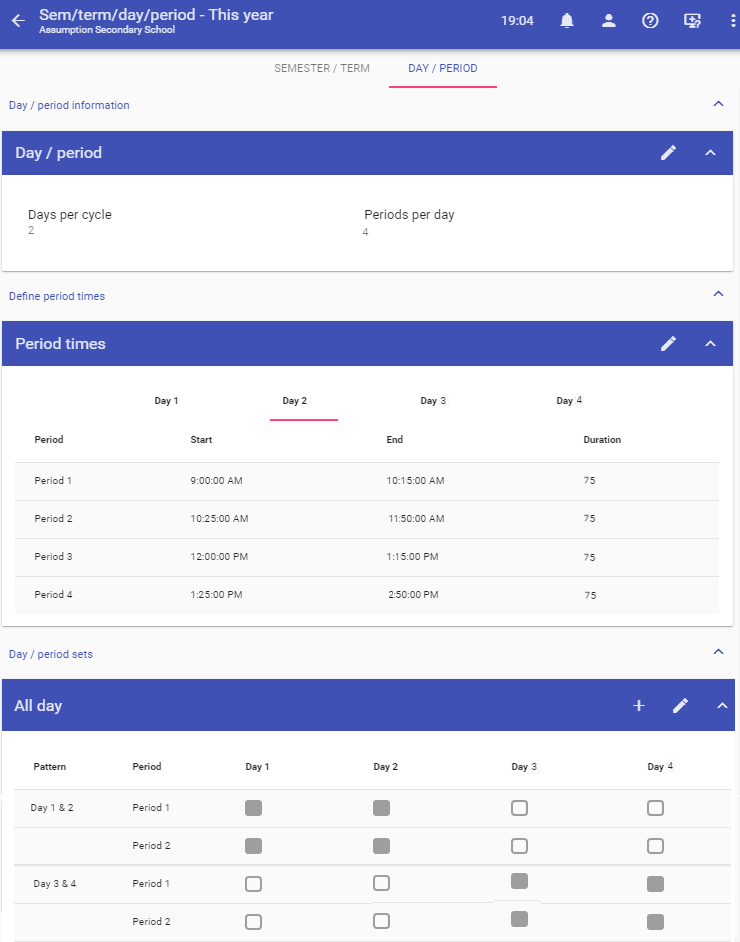 Sem/term/day/period - This year
Assumption Secondary School
19:04
SEMESTER / TERM DAY / PERIOD
Day / period information
Day / period
Days per cycle Periods per day
2 4
Define period times
Period times
Day 1 Day 2 Day 3 Day 4
Period Start End Duration
Period 1 9:00:00 AM 10:15:00 AM 75
Period 2 10:25:00 AM 11:50:00 AM 75
Period 3 12:00:00 PM 1:15:00 PM 75
Period 4 1:25:00 PM 2:50:00 PM 75
Day / period sets
All day
Pattern Period Day 1 Day 2 Day 3 Day 4
Day 1 & 2 Period 1
Period 2
Day 3 & 4 Period 1
Period 2